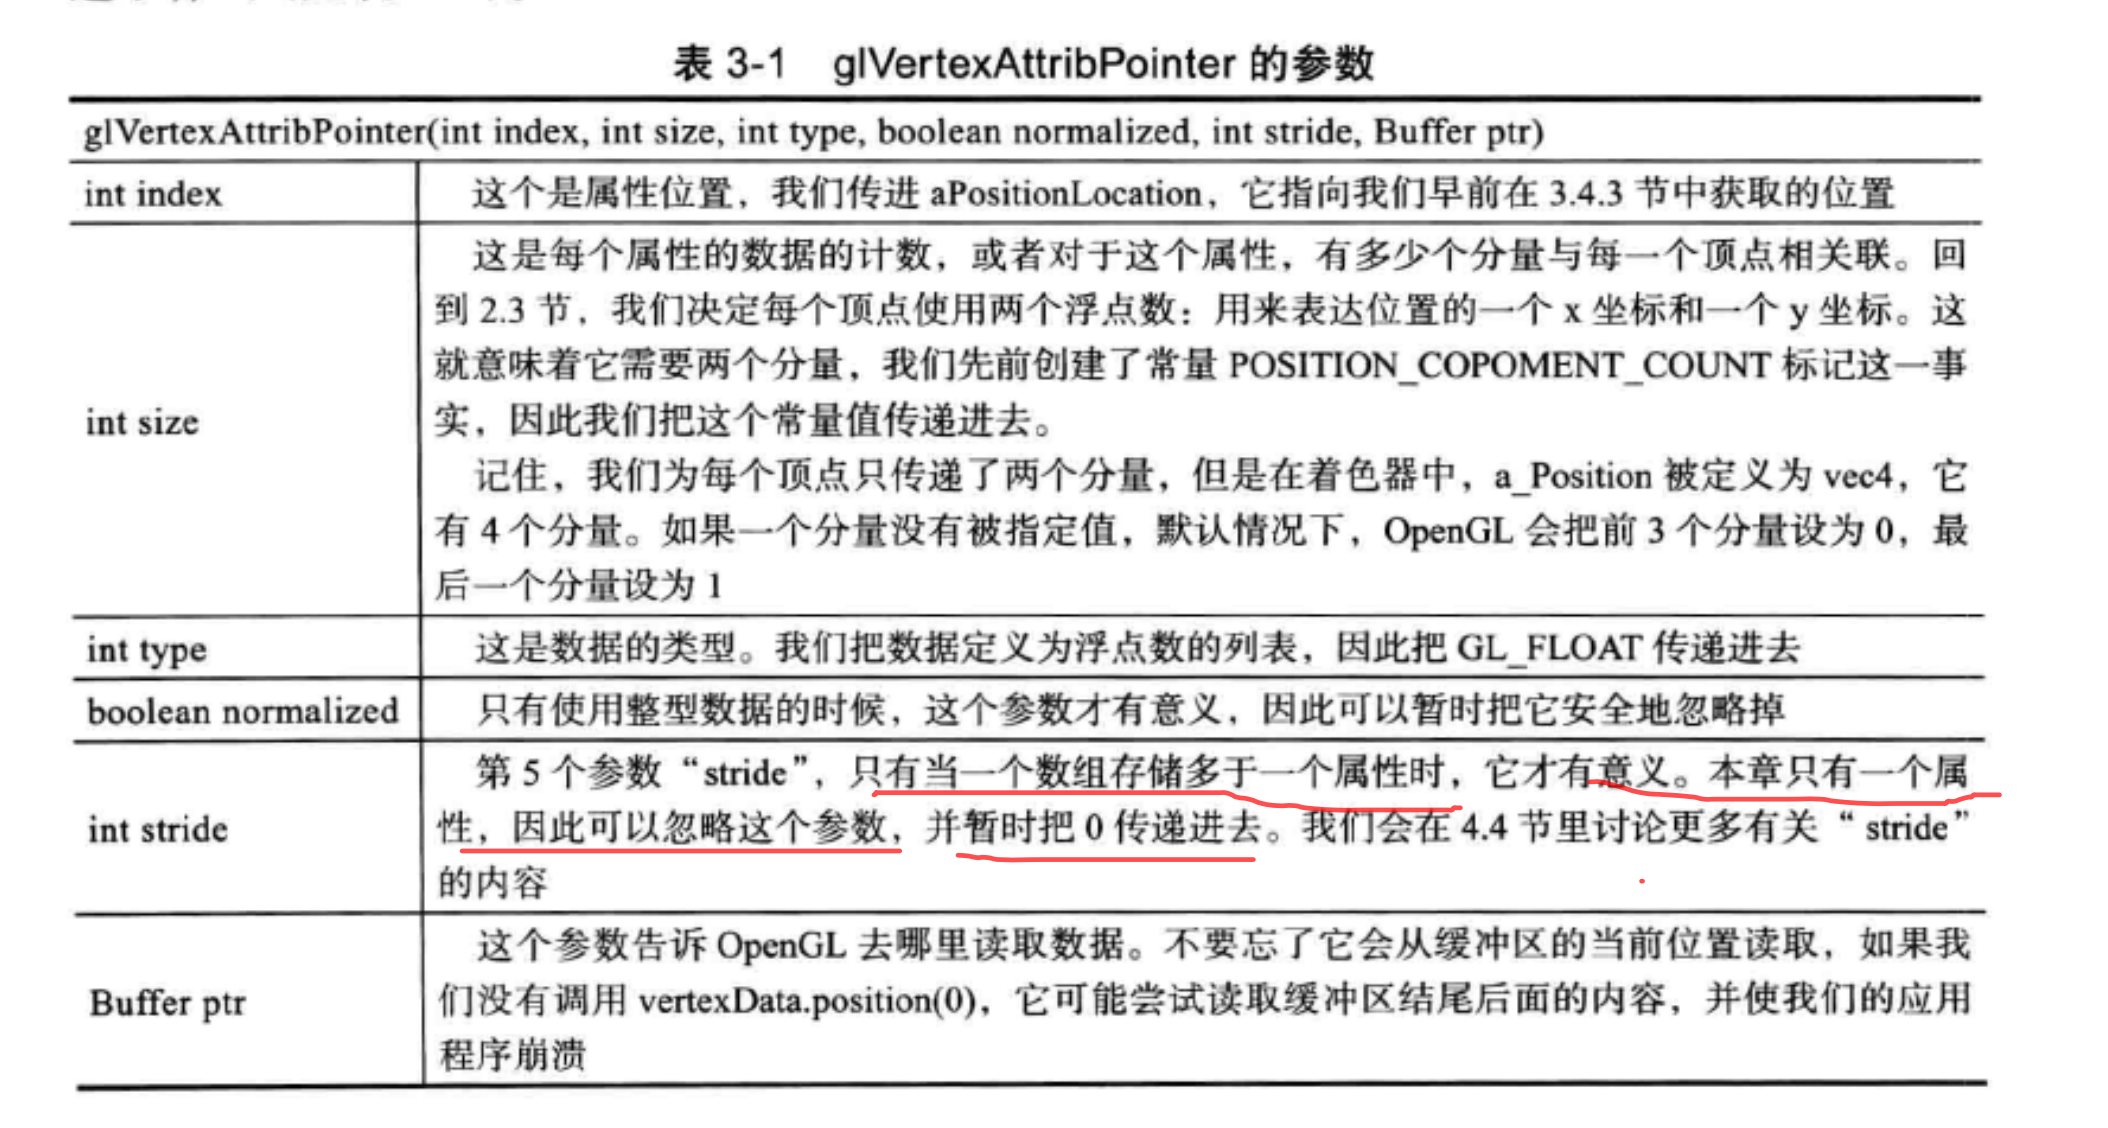 表 3-1 glVertexAttribPointer 的参数
glVertexAttribPointer(int index, int size, int type, boolean normalized, int stride, Buffer ptr)
int index
这个是属性位置，我们传进 aPositionLocation，它指向我们早前在 3.4.3 节中获取的位置
int size
这是每个属性的数据的计数，或者对于这个属性，有多少个分量与每一个顶点相关联。回
到 2.3 节，我们决定每个顶点使用两个浮点数：用来表达位置的一个 x 坐标和一个 y 坐标。这
就意味着它需要两个分量，我们先前创建了常量 POSITION_COPOMENT_COUNT 标记这一事
实，因此我们把这个常量值传递进去。
记住，我们为每个顶点只传递了两个分量，但是在着色器中，a_Position 被定义为 vec4，它
有 4 个分量。如果一个分量没有被指定值，默认情况下，OpenGL 会把前 3 个分量设为 0，最
后一个分量设为 1
int type
这是数据的类型。我们把数据定义为浮点数的列表，因此把 GL_FLOAT 传递进去
boolean normalized
只有使用整型数据的时候，这个参数才有意义，因此可以暂时把它安全地忽略掉
int stride
第 5 个参数“stride”，只有当一个数组存储多于一个属性时，它才有意义。本章只有一个属
性，因此可以忽略这个参数，并暂时把 0 传递进去。我们会在 4.4 节里讨论更多有关“ stride”
的内容
Buffer ptr
这个参数告诉 OpenGL 去哪里读取数据。不要忘了它会从缓冲区的当前位置读取，如果我
们没有调用 vertexData.position(0)，它可能尝试读取缓冲区结尾后面的内容，并使我们的应用
程序崩溃